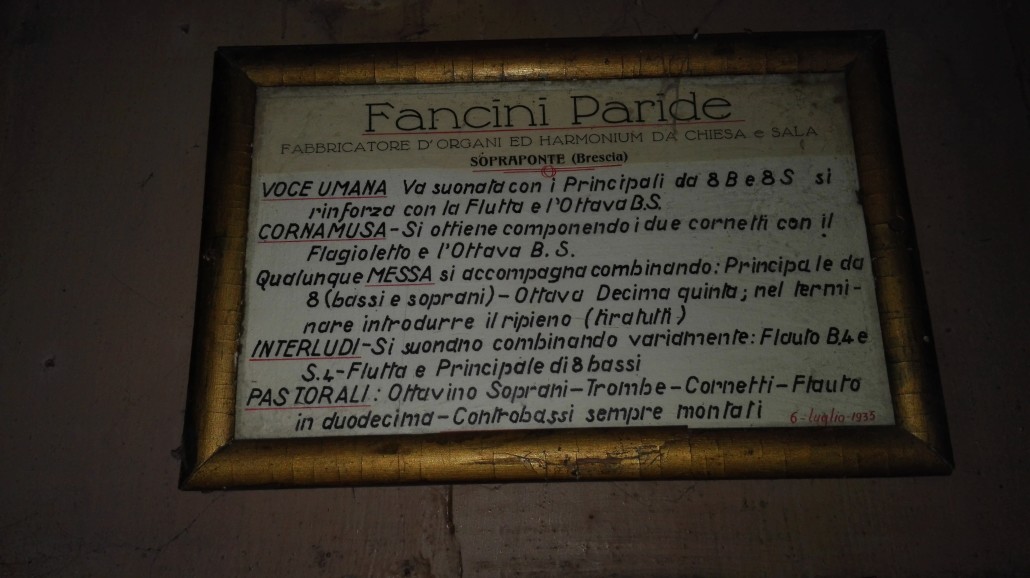 Fancini Paride
FABBRICATORE D'ORGANI ED HARMONIUM DA CHIESA e SALA
SOPRAPONTE (Brescia)
VOCE UMANA Va suonata con i Principali da 8 B e 8 S si
rinforza con la Flutta e l'Ottava B.S.
CORNAMUSA - Si ottiene componendo i due cornetti con il
Flagioletto e l'Ottava B. S.
Qualunque MESSA si accompagna combinando: Principale da
8 (bassi e soprani) - Ottava Decima quinta; nel termi-
nare introdurre il ripieno (tiratutti)
INTERLUDI - Si suonano combinando variamente: Flauto B.4 e
S.4 - Flutta e Principale di 8 bassi
PASTORALI: Ottavino Soprani - Trombe - Cornetti - Flauto
in duodecima - Controbassi sempre montati
6 - Luglio - 1935